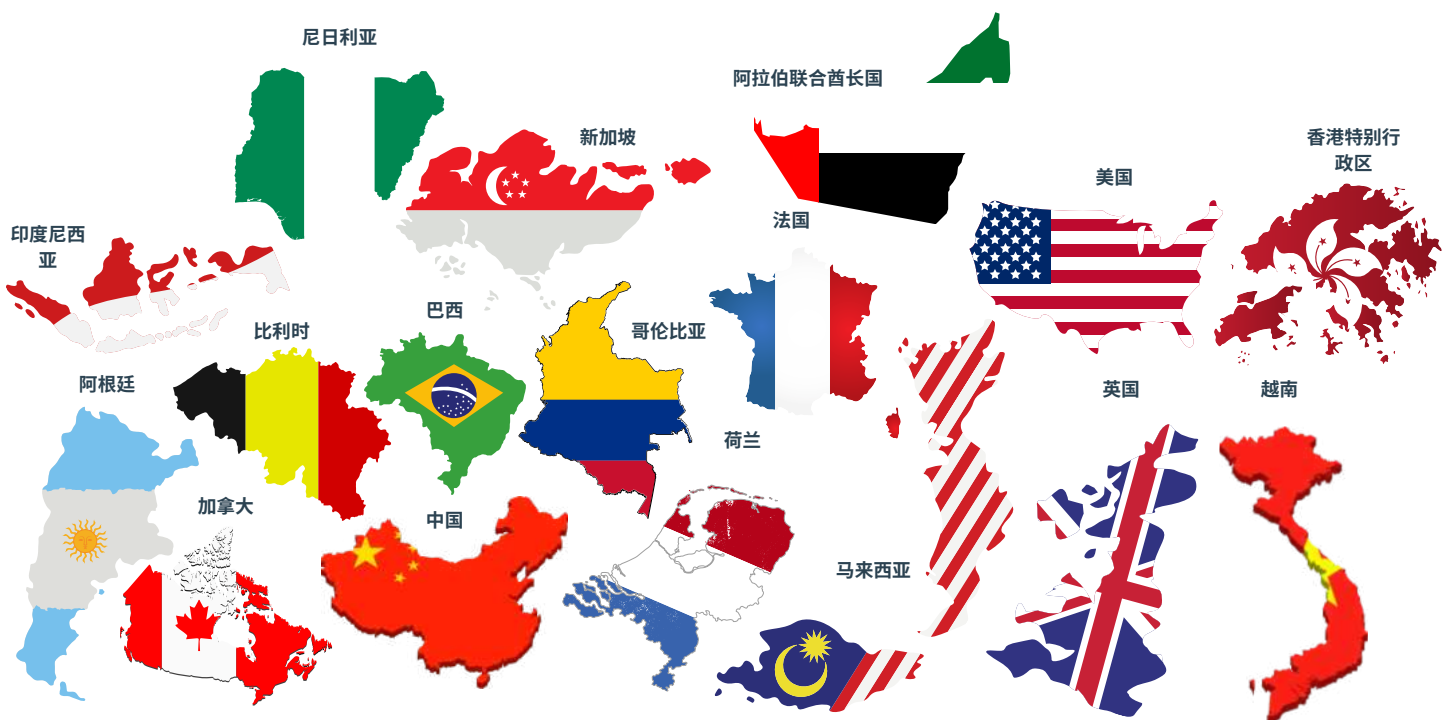 尼日利亚
阿拉伯联合酋长国
新加坡
香港特别行
政区
美国
法国
印度尼西
亚
巴西
比利时
哥伦比亚
阿根廷
英国
越南
荷兰
加拿大
中国
马来西亚